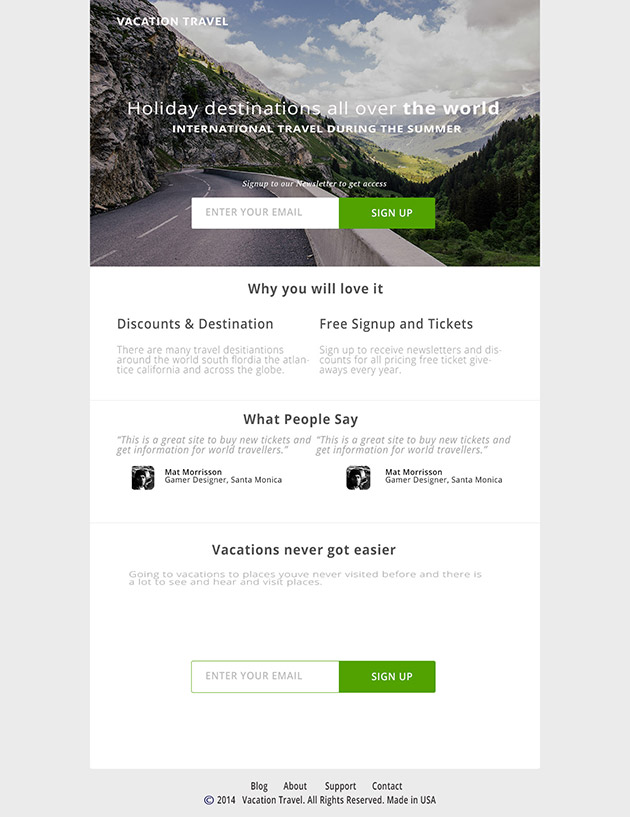 VACATION TRAVEL
Holiday destinations all over the world
INTERNATIONAL TRAVEL DURING THE SUMMER
Signup to our Newsletter to get access
ENTER YOUR EMAIL
SIGN UP
Why you will love it
Discounts & Destination
There are many travel desitiantions
around the world south flordia the atlan-
tice california and across the globe.
Free Signup and Tickets
Sign up to receive newsletters and dis-
counts for all pricing free ticket give-
aways every year.
What People Say
“This is a great site to buy new tickets and
get information for world travellers.”
Mat Morrisson
Gamer Designer, Santa Monica
“This is a great site to buy new tickets and
get information for world travellers.”
Mat Morrisson
Gamer Designer, Santa Monica
Vacations never got easier
Going to vacations to places youve never visited before and there is
a lot to see and hear and visit places.
ENTER YOUR EMAIL
SIGN UP
Blog About Support Contact
© 2014 Vacation Travel. All Rights Reserved. Made in USA